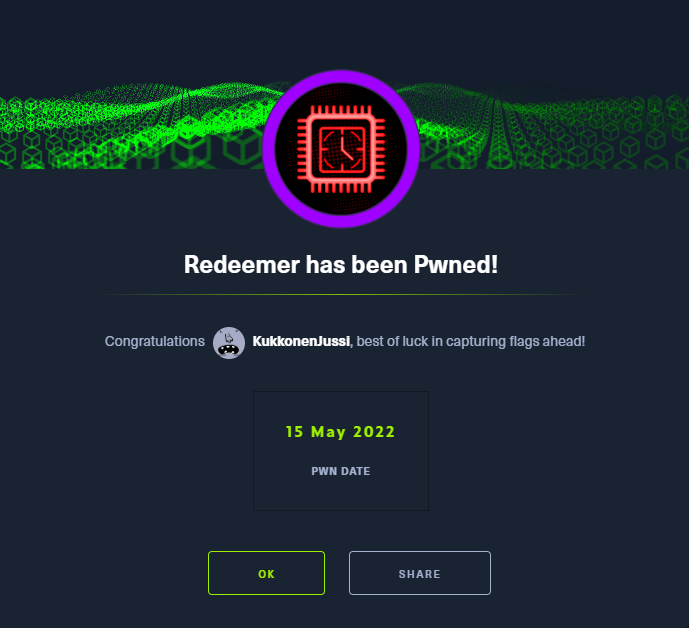 Redeemer has been Pwned!
Congratulations KukkonenJussi, best of luck in capturing flags ahead!
15 May 2022
PWN DATE
OK
SHARE